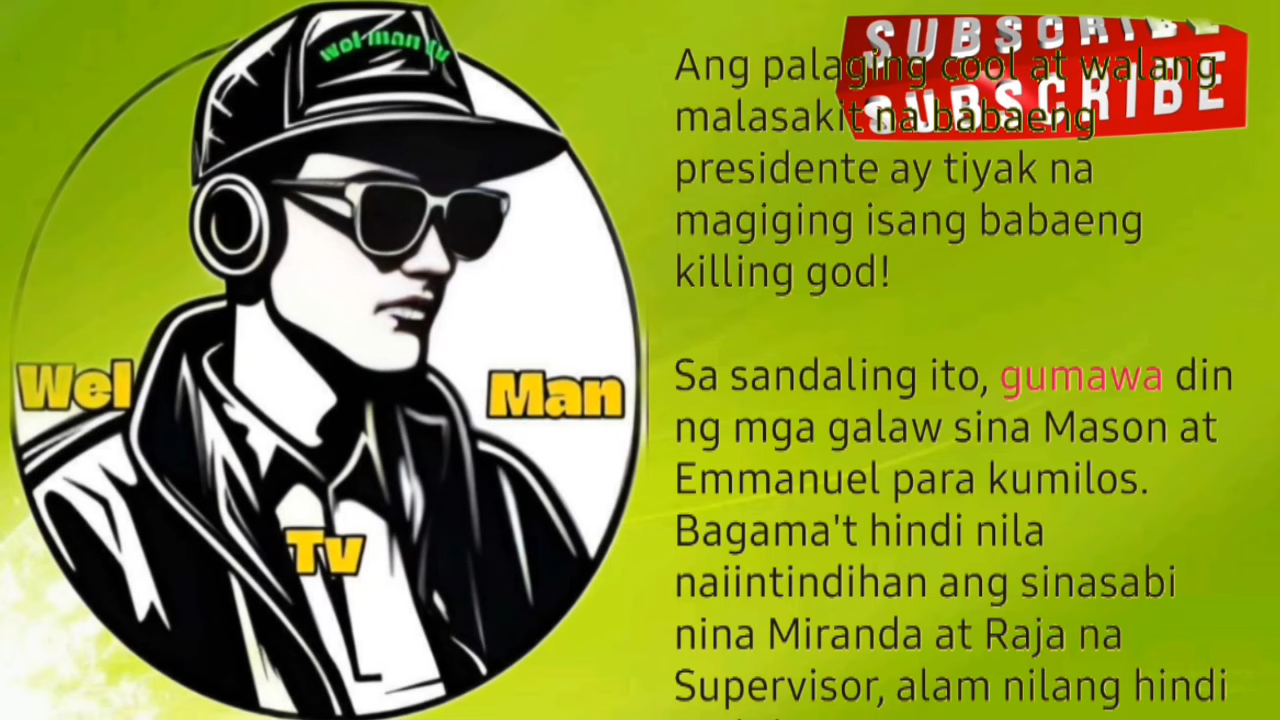 wel man tv
Wel
Man
Tv
SUBSCRIBE
SUBSCRIBE
Ang palaging cool at walang
malasakit na babaeng
presidente ay tiyak na
magiging isang babaeng
killing god!
Sa sandaling ito, gumawa din
ng mga galaw sina Mason at
Emmanuel para kumilos.
Bagama't hindi nila
naiintindihan ang sinasabi
nina Miranda at Raja na
Supervisor, alam nilang hindi